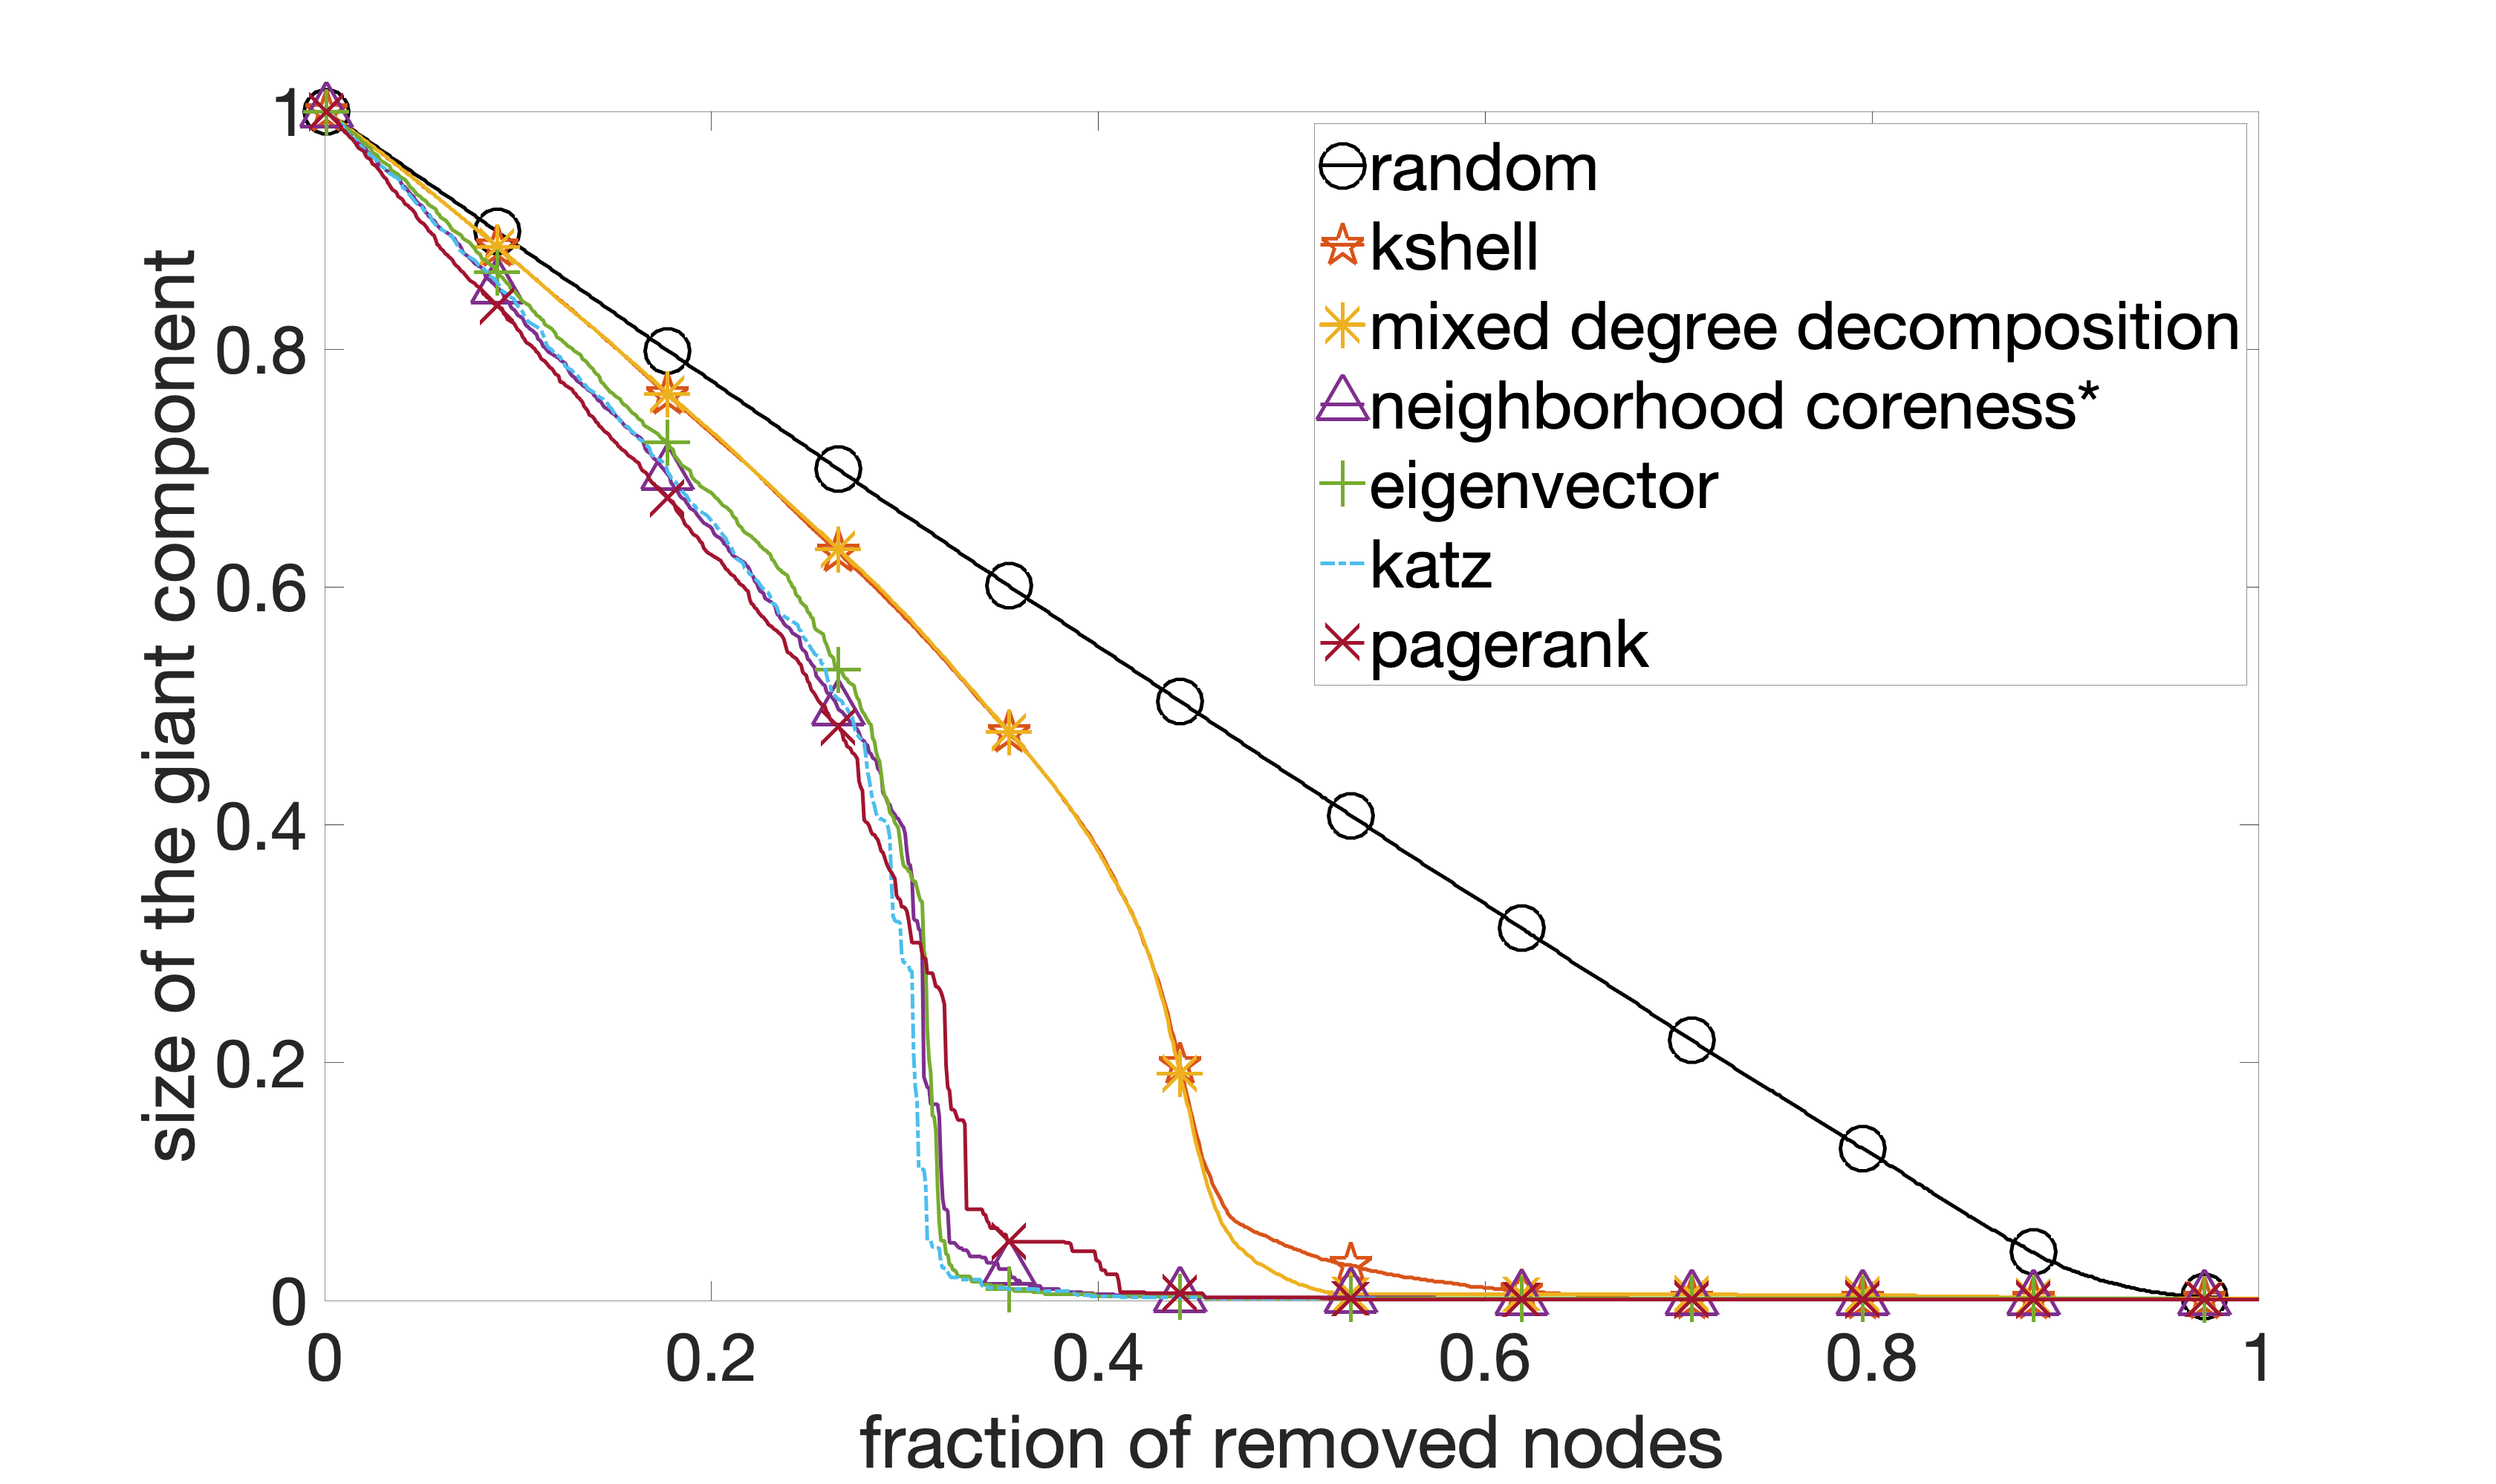 size of the giant component
1
0.8
0.6
0.4
0.2
0
random
kshell
mixed degree decomposition
neighborhood coreness*
eigenvector
katz
pagerank
0 0.2 0.4 0.6 0.8 1
fraction of removed nodes